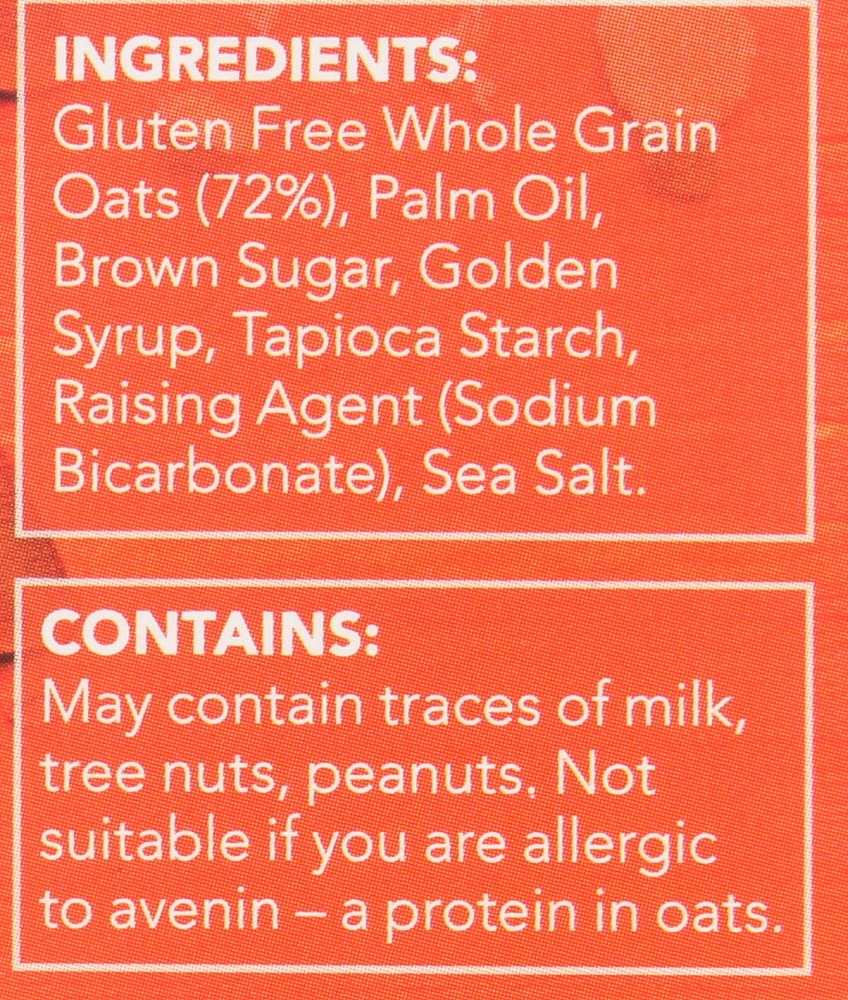 INGREDIENTS:
Gluten Free Whole Grain
Oats (72%), Palm Oil,
Brown Sugar, Golden
Syrup, Tapioca Starch,
Raising Agent (Sodium
Bicarbonate), Sea Salt.
CONTAINS:
May contain traces of milk,
tree nuts, peanuts. Not
suitable if you are allergic
to avenin – a protein in oats.